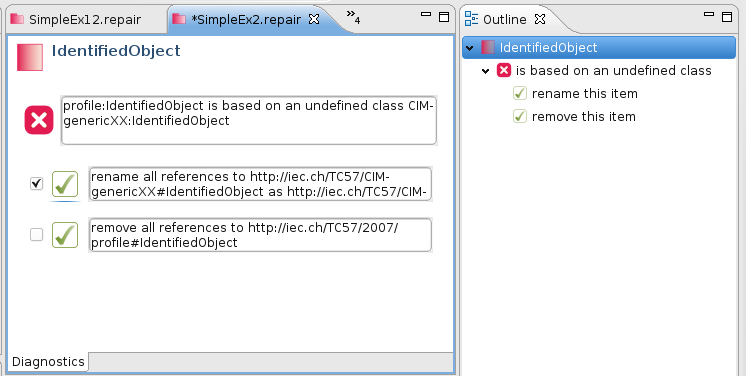 SimpleEx12.repair
*SimpleEx2.repair
»4
IdentifiedObject
profile:IdentifiedObject is based on an undefined class CIM-
genericXX:IdentifiedObject
rename all references to http://iec.ch/TC57/CIM-
genericXX#IdentifiedObject as http://iec.ch/TC57/CIM-
remove all references to http://iec.ch/TC57/2007/
profile#IdentifiedObject
Diagnostics
Outline
IdentifiedObject
is based on an undefined class
rename this item
remove this item